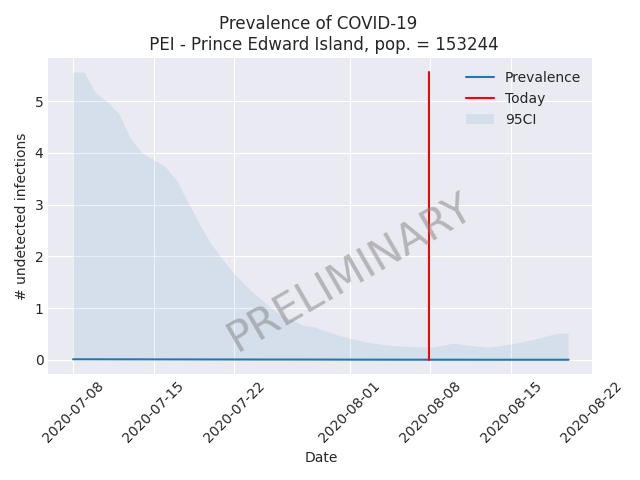 Prevalence of COVID-19
PEI - Prince Edward Island, pop. = 153244
Prevalence
Today
95CI
# undetected infections
5
4
3
2
1
0
PRELIMINARY
2020-07-08
2020-07-15
2020-07-22
2020-08-01
2020-08-08
2020-08-15
2020-08-22
Date